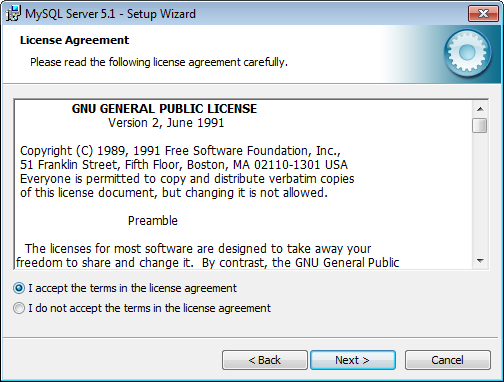 MySQL Server 5.1 - Setup Wizard
License Agreement
Please read the following license agreement carefully.
GNU GENERAL PUBLIC LICENSE
Version 2, June 1991
Copyright (C) 1989, 1991 Free Software Foundation, Inc.,
51 Franklin Street, Fifth Floor, Boston, MA 02110-1301 USA
Everyone is permitted to copy and distribute verbatim copies
of this license document, but changing it is not allowed.
Preamble
The licenses for most software are designed to take away your
freedom to share and change it. By contrast, the GNU General Public
I accept the terms in the license agreement
I do not accept the terms in the license agreement
< Back
Next >
Cancel